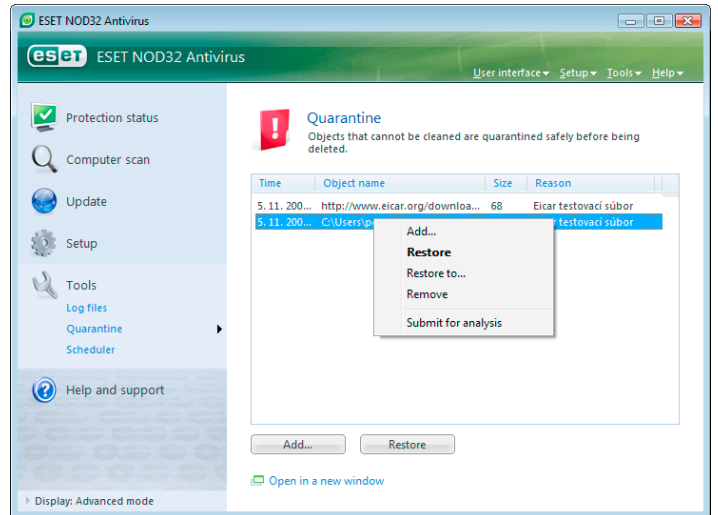 ESET NOD32 Antivirus
eset ESET NOD32 Antivirus
User interface Setup Tools Help
Protection status
Computer scan
Update
Setup
Tools
Log files
Quarantine
Scheduler
Help and support
Display: Advanced mode
Quarantine
Objects that cannot be cleaned are quarantined safely before being
deleted.
Time Object name Size Reason
5. 11. 200... http://www.eicar.org/downloa... 68 Eicar testovací súbor
5. 11. 200... C:\Users\p testovací súbor
Add...
Restore
Restore to...
Remove
Submit for analysis
Add... Restore
Open in a new window